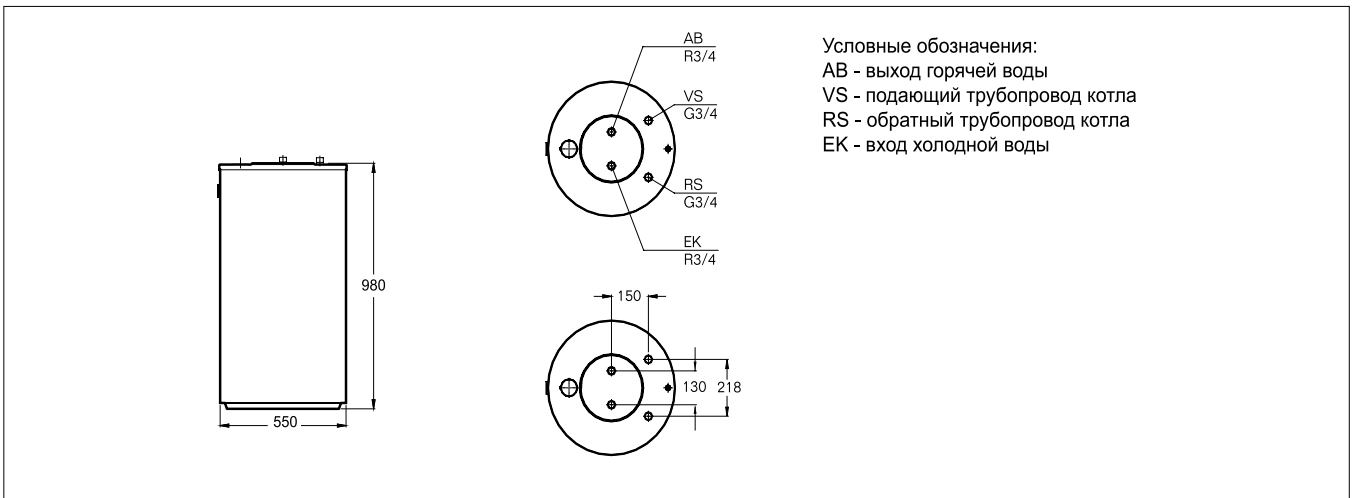 AB
R3/4
VS
G3/4
RS
G3/4
EK
R3/4
Условные обозначения:
AB - выход горячей воды
VS - подающий трубопровод котла
RS - обратный трубопровод котла
EK - вход холодной воды
980
550
150
130
218